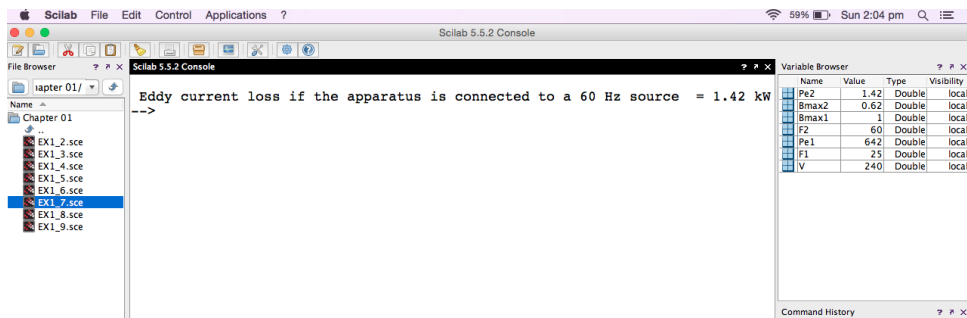 Scilab File Edit Control Applications ? 59% Sun 2:04 pm
Scilab 5.5.2 Console
File Browser ? ↗ ×
apter 01/
Name
Chapter 01
..
EX1_2.sce
EX1_3.sce
EX1_4.sce
EX1_5.sce
EX1_6.sce
EX1_7.sce
EX1_8.sce
EX1_9.sce
Scilab 5.5.2 Console ? ↗ ×
Eddy current loss if the apparatus is connected to a 60 Hz source = 1.42 kW
-->
Variable Browser ? ↗ ×
Name Value Type Visibility
Pe2 1.42 Double local
Bmax2 0.62 Double local
Bmax1 1 Double local
F2 60 Double local
Pe1 642 Double local
F1 25 Double local
V 240 Double local
Command History ? ↗ ×